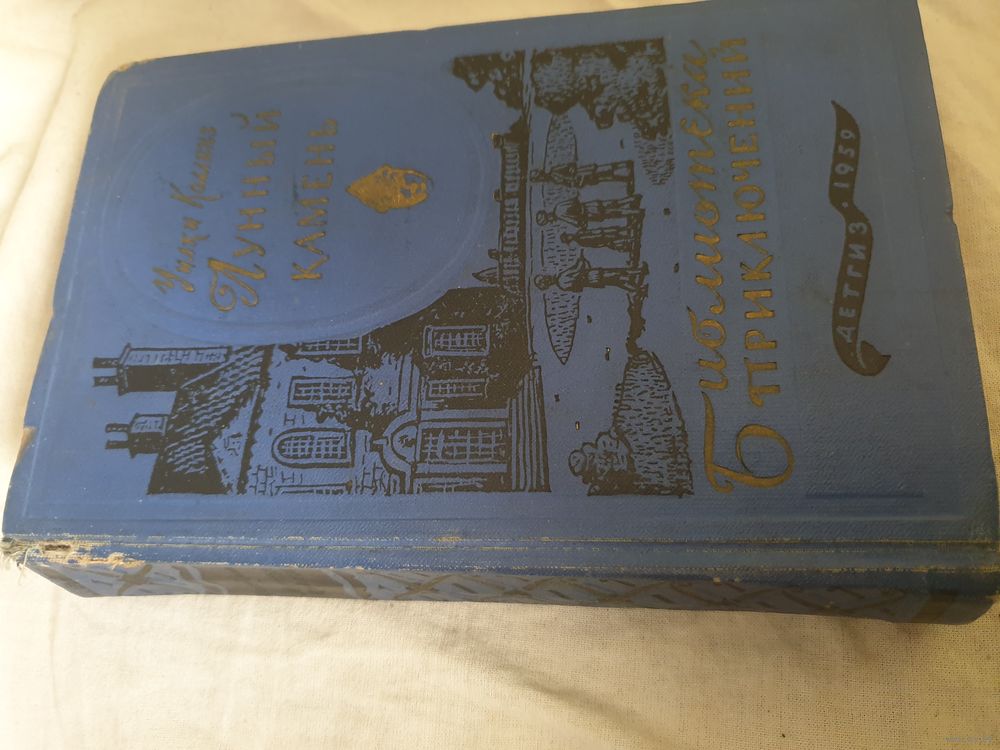 Уилки Коллинз
ЛУННЫЙ
КАМЕНЬ
Библиотека
ПРИКЛЮЧЕНИЙ
ДЕТГИЗ · 1959